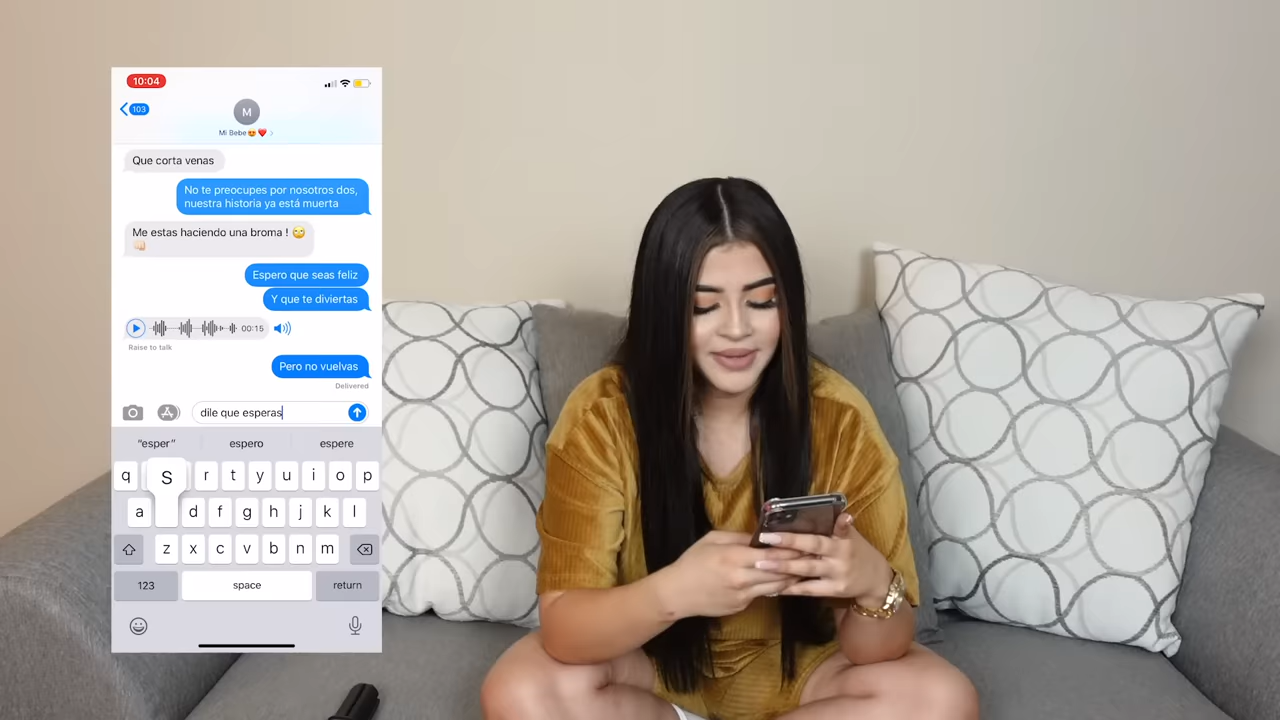 10:04
103
M
Mi Bebe😍❤️
Que corta venas
No te preocupes por nosotros dos,
nuestra historia ya está muerta
Me estas haciendo una broma ! 🙄
👊🏻
Espero que seas feliz
Y que te diviertas
00:15
Raise to talk
Pero no vuelvas
Delivered
dile que esperas
“esper” espero espere
q S r t y u i o p
a d f g h j k l
z x c v b n m
123 space return